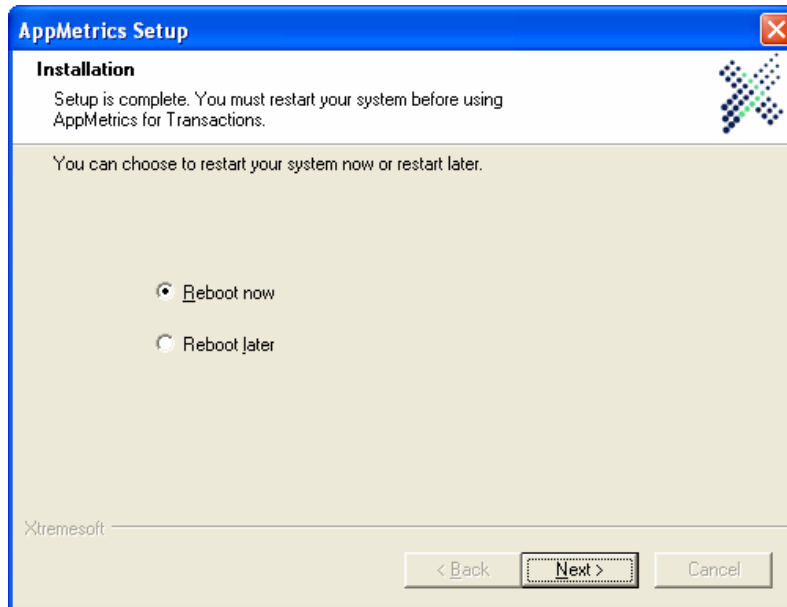 AppMetrics Setup
Installation
Setup is complete. You must restart your system before using
AppMetrics for Transactions.
You can choose to restart your system now or restart later.
Reboot now
Reboot later
Xtremesoft
< Back Next > Cancel